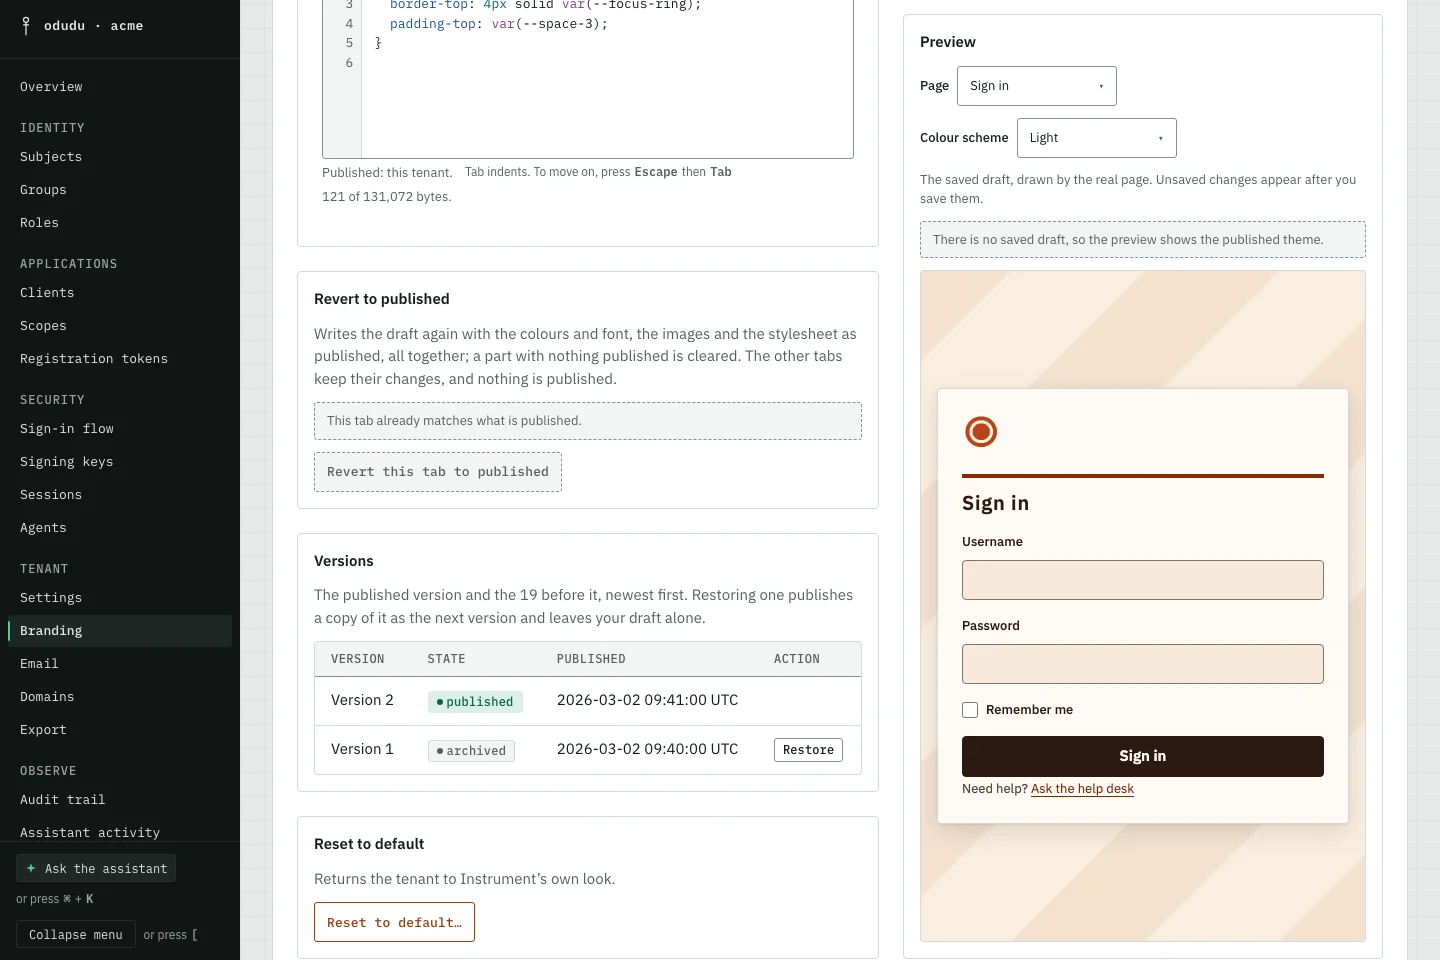 odudu · acme
Overview
IDENTITY
Subjects
Groups
Roles
APPLICATIONS
Clients
Scopes
Registration tokens
SECURITY
Sign-in flow
Signing keys
Sessions
Agents
TENANT
Settings
Branding
Email
Domains
Export
OBSERVE
Audit trail
Assistant activity
Ask the assistant
or press ⌘ + K
Collapse menu or press [
3 border-top: 4px solid var(--focus-ring);
4 padding-top: var(--space-3);
5 }
6
Published: this tenant. Tab indents. To move on, press Escape then Tab
121 of 131,072 bytes.
Revert to published
Writes the draft again with the colours and font, the images and the stylesheet as
published, all together; a part with nothing published is cleared. The other tabs
keep their changes, and nothing is published.
This tab already matches what is published.
Revert this tab to published
Versions
The published version and the 19 before it, newest first. Restoring one publishes
a copy of it as the next version and leaves your draft alone.
VERSION STATE PUBLISHED ACTION
Version 2 published 2026-03-02 09:41:00 UTC
Version 1 archived 2026-03-02 09:40:00 UTC Restore
Reset to default
Returns the tenant to Instrument’s own look.
Reset to default…
Preview
Page Sign in
Colour scheme Light
The saved draft, drawn by the real page. Unsaved changes appear after you
save them.
There is no saved draft, so the preview shows the published theme.
Sign in
Username
Password
Remember me
Sign in
Need help? Ask the help desk